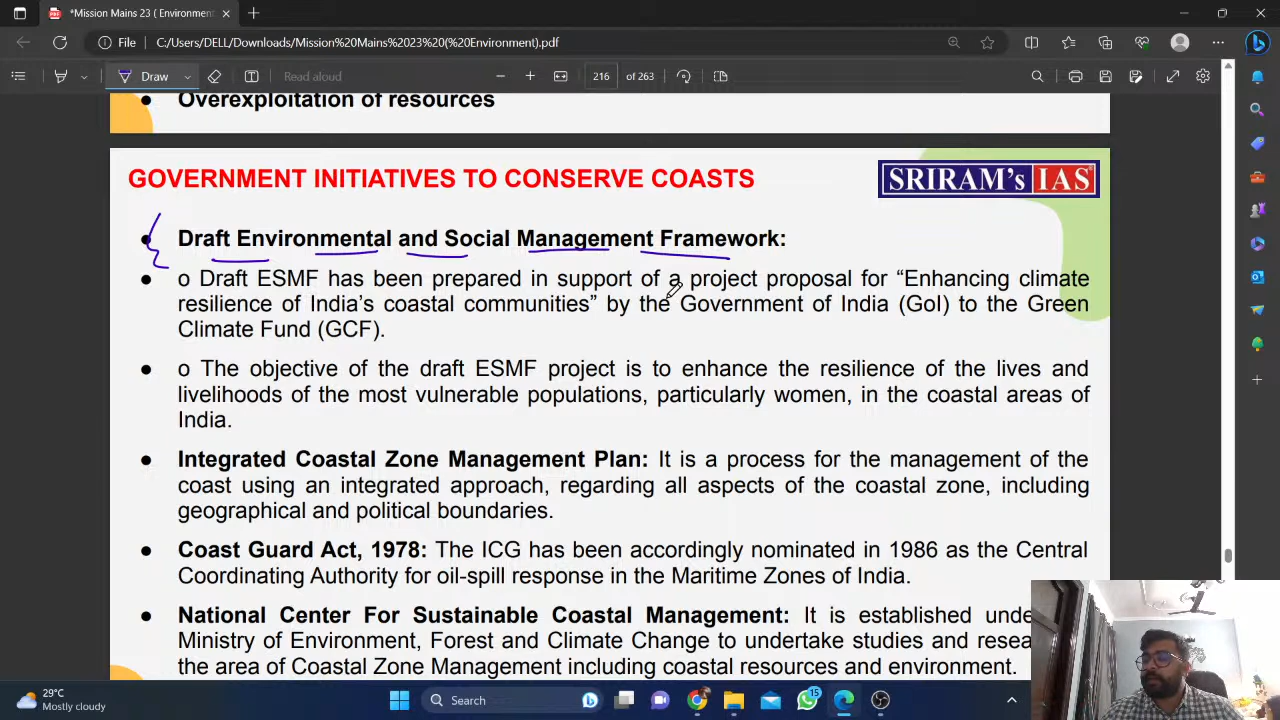 *Mission Mains 23 ( Environmen
File C:/Users/DELL/Downloads/Mission%20Mains%2023%20(%20Environment).pdf
Draw Read aloud 216 of 263
Overexploitation of resources
GOVERNMENT INITIATIVES TO CONSERVE COASTS
SRIRAM's IAS
● Draft Environmental and Social Management Framework:
● o Draft ESMF has been prepared in support of a project proposal for “Enhancing climate
resilience of India’s coastal communities” by the Government of India (GoI) to the Green
Climate Fund (GCF).
● o The objective of the draft ESMF project is to enhance the resilience of the lives and
livelihoods of the most vulnerable populations, particularly women, in the coastal areas of
India.
● Integrated Coastal Zone Management Plan: It is a process for the management of the
coast using an integrated approach, regarding all aspects of the coastal zone, including
geographical and political boundaries.
● Coast Guard Act, 1978: The ICG has been accordingly nominated in 1986 as the Central
Coordinating Authority for oil-spill response in the Maritime Zones of India.
● National Center For Sustainable Coastal Management: It is established unde
Ministry of Environment, Forest and Climate Change to undertake studies and resea
the area of Coastal Zone Management including coastal resources and environment.
29°C
Mostly cloudy
Search
15